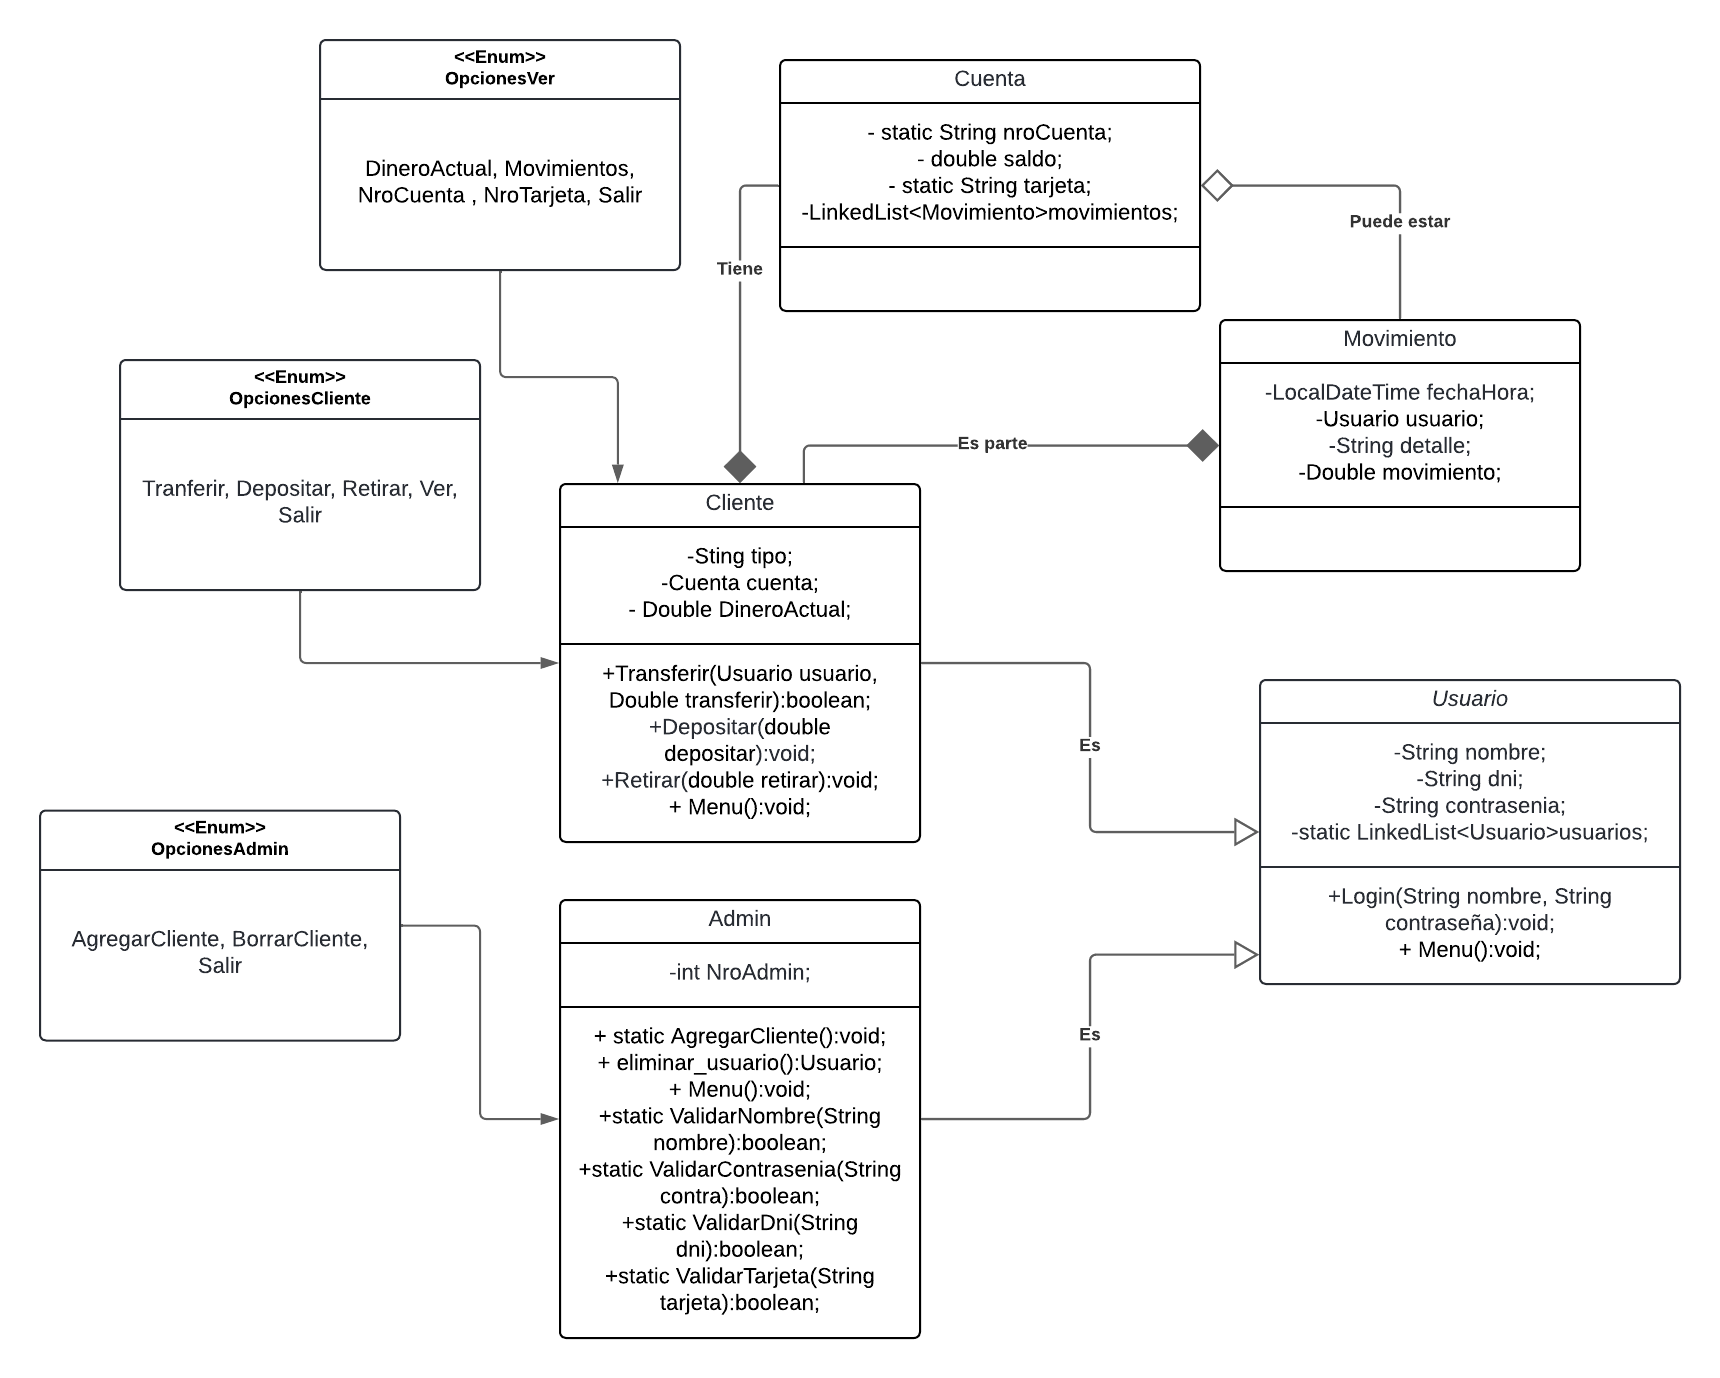 <<Enum>>
OpcionesVer
DineroActual, Movimientos,
NroCuenta , NroTarjeta, Salir
Cuenta
- static String nroCuenta;
- double saldo;
- static String tarjeta;
-LinkedList<Movimiento>movimientos;
Tiene
Puede estar
Movimiento
-LocalDateTime fechaHora;
-Usuario usuario;
-String detalle;
-Double movimiento;
<<Enum>>
OpcionesCliente
Tranferir, Depositar, Retirar, Ver,
Salir
Es parte
Cliente
-Sting tipo;
-Cuenta cuenta;
- Double DineroActual;
+Transferir(Usuario usuario,
Double transferir):boolean;
+Depositar(double
depositar):void;
+Retirar(double retirar):void;
+ Menu():void;
Es
Usuario
-String nombre;
-String dni;
-String contrasenia;
-static LinkedList<Usuario>usuarios;
+Login(String nombre, String
contraseña):void;
+ Menu():void;
<<Enum>>
OpcionesAdmin
AgregarCliente, BorrarCliente,
Salir
Admin
-int NroAdmin;
+ static AgregarCliente():void;
+ eliminar_usuario():Usuario;
+ Menu():void;
+static ValidarNombre(String
nombre):boolean;
+static ValidarContrasenia(String
contra):boolean;
+static ValidarDni(String
dni):boolean;
+static ValidarTarjeta(String
tarjeta):boolean;
Es